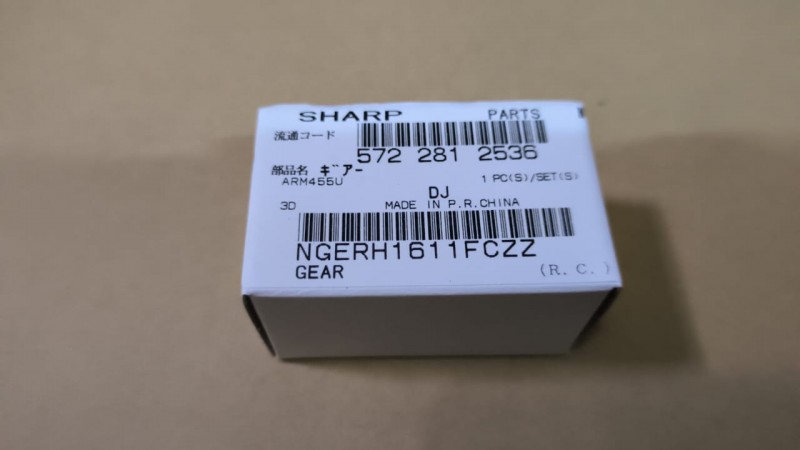 SHARP PARTS
流通コード
572 281 2536
部品名 ギアー
ARM455U 1 PC(S)/SET(S)
DJ
3D MADE IN P.R.CHINA
NGERH1611FCZZ
GEAR (R.C.)